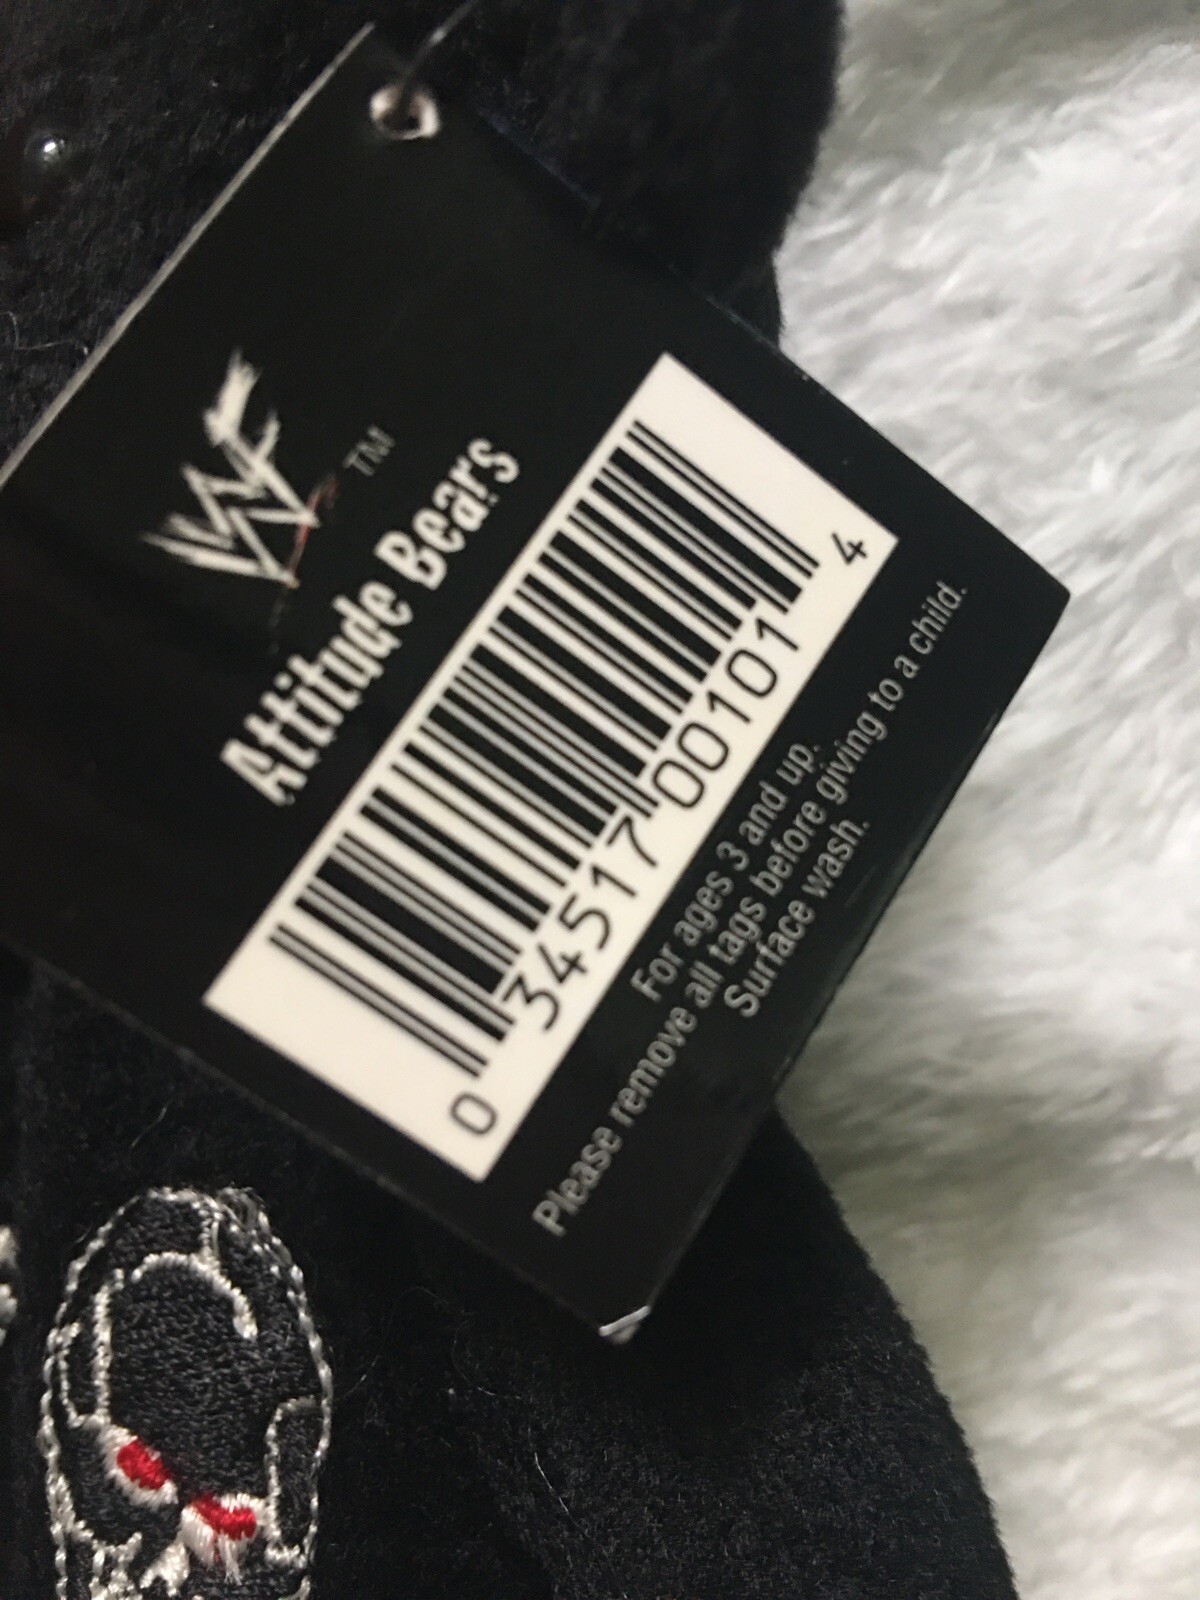 WF
TM
Attitude Bears
0 34517 00101 4
For ages 3 and up.
Please remove all tags before giving to a child.
Surface wash.